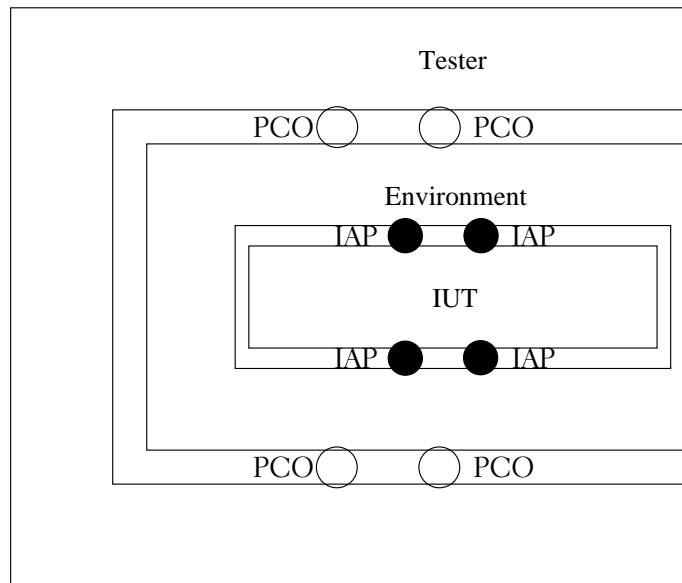 Tester
PCO PCO
Environment
IAP IAP
IUT
IAP IAP
PCO PCO